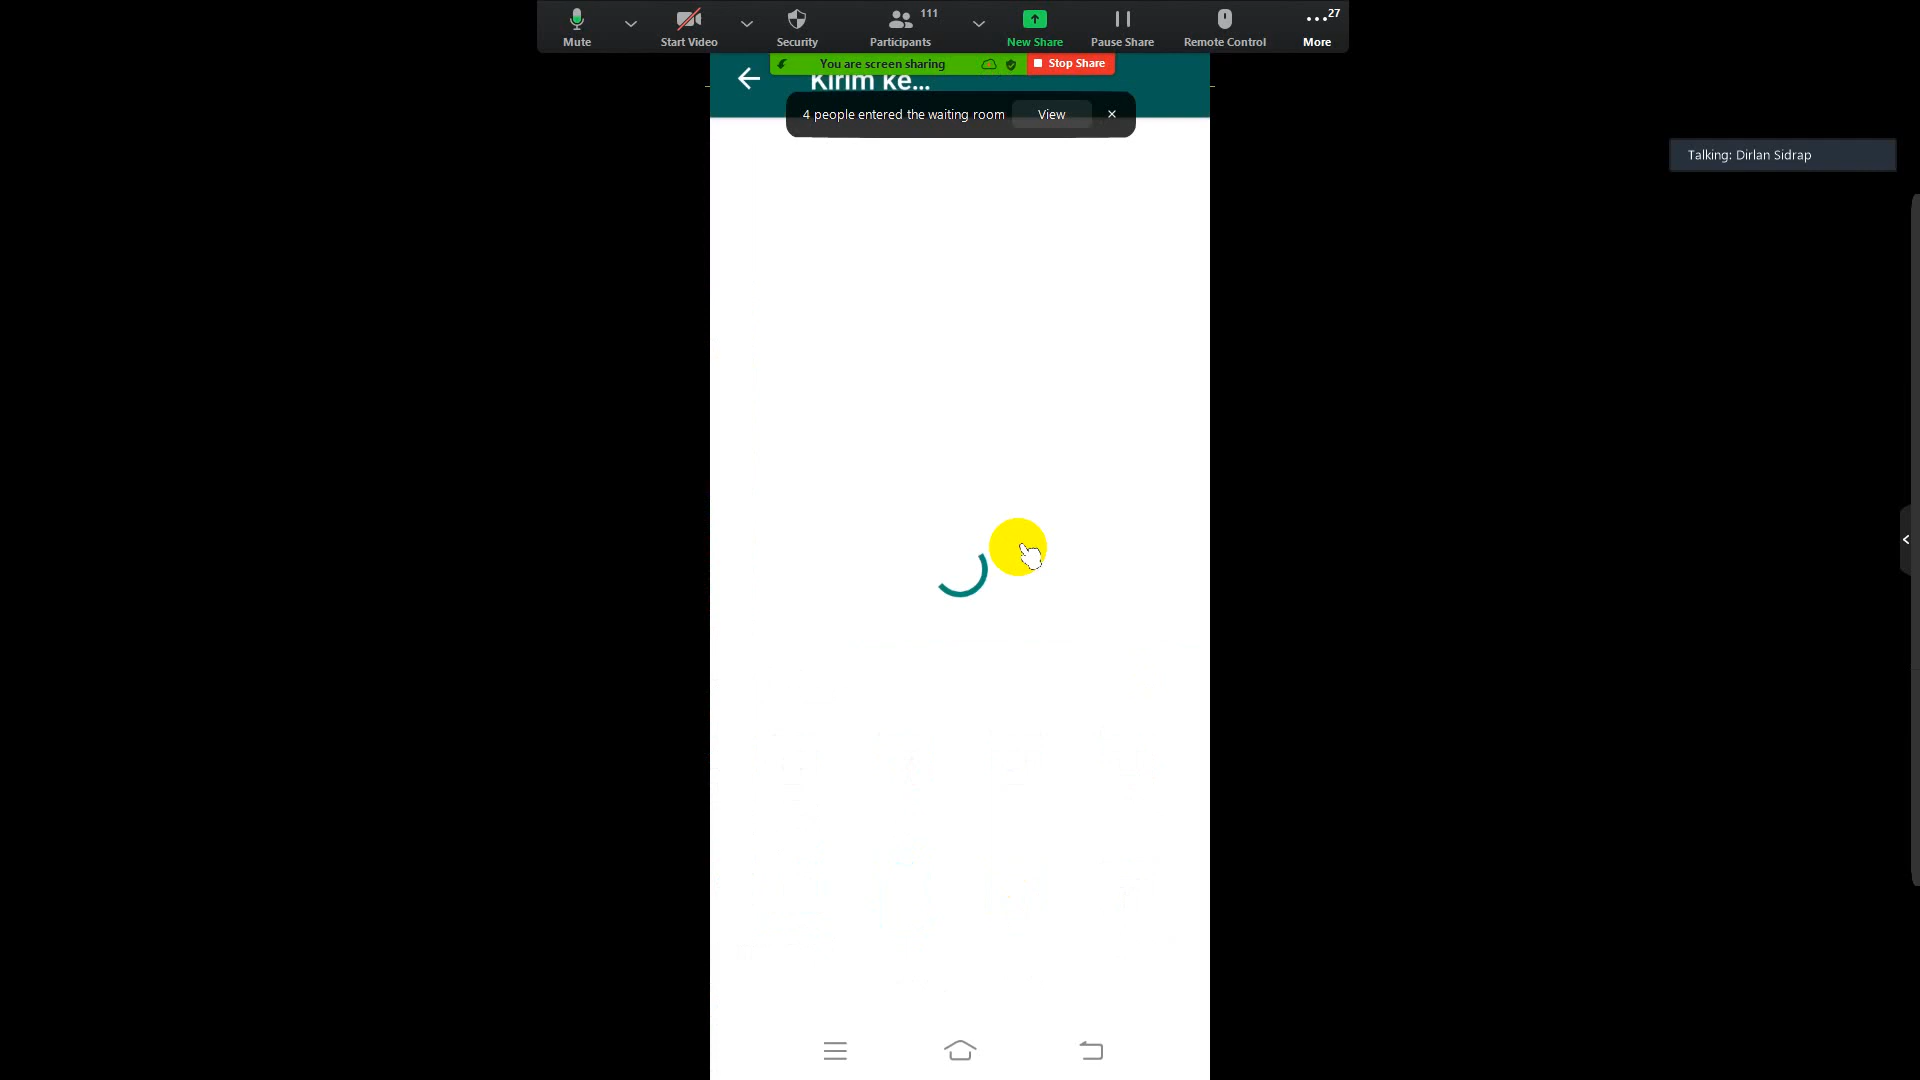 111
27
Mute
Start Video
Security
Participants
New Share
Pause Share
Remote Control
More
You are screen sharing
Stop Share
Kirim ke...
4 people entered the waiting room
View
Talking: Dirlan Sidrap